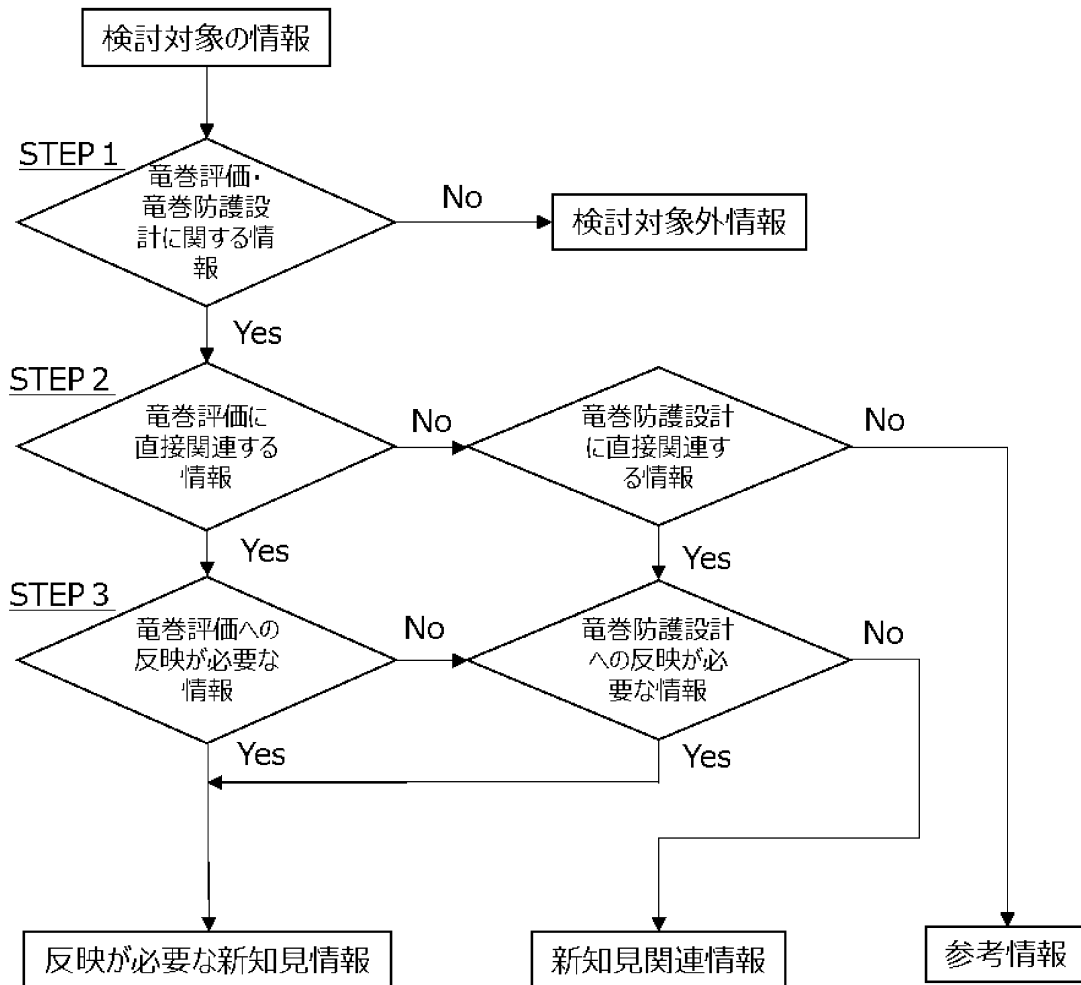 検討対象の情報
STEP 1
竜巻評価・
竜巻防護設
計に関する情
報
No
検討対象外情報
Yes
STEP 2
竜巻評価に
直接関連する
情報
No
竜巻防護設計
に直接関連す
る情報
No
Yes
Yes
STEP 3
竜巻評価への
反映が必要な
情報
No
竜巻防護設計
への反映が必
要な情報
No
Yes
Yes
反映が必要な新知見情報
新知見関連情報
参考情報